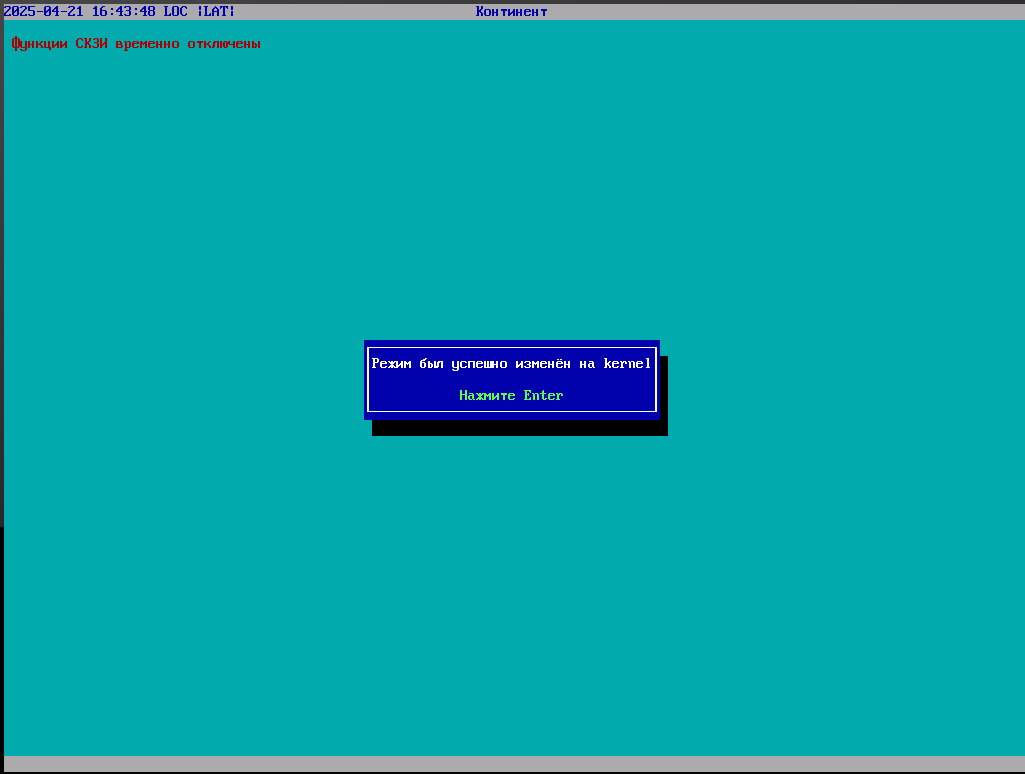 2025-04-21 16:43:48 LOC ¦LAT¦ Континент
Функции СКЗИ временно отключены
Режим был успешно изменён на kernel
Нажмите Enter